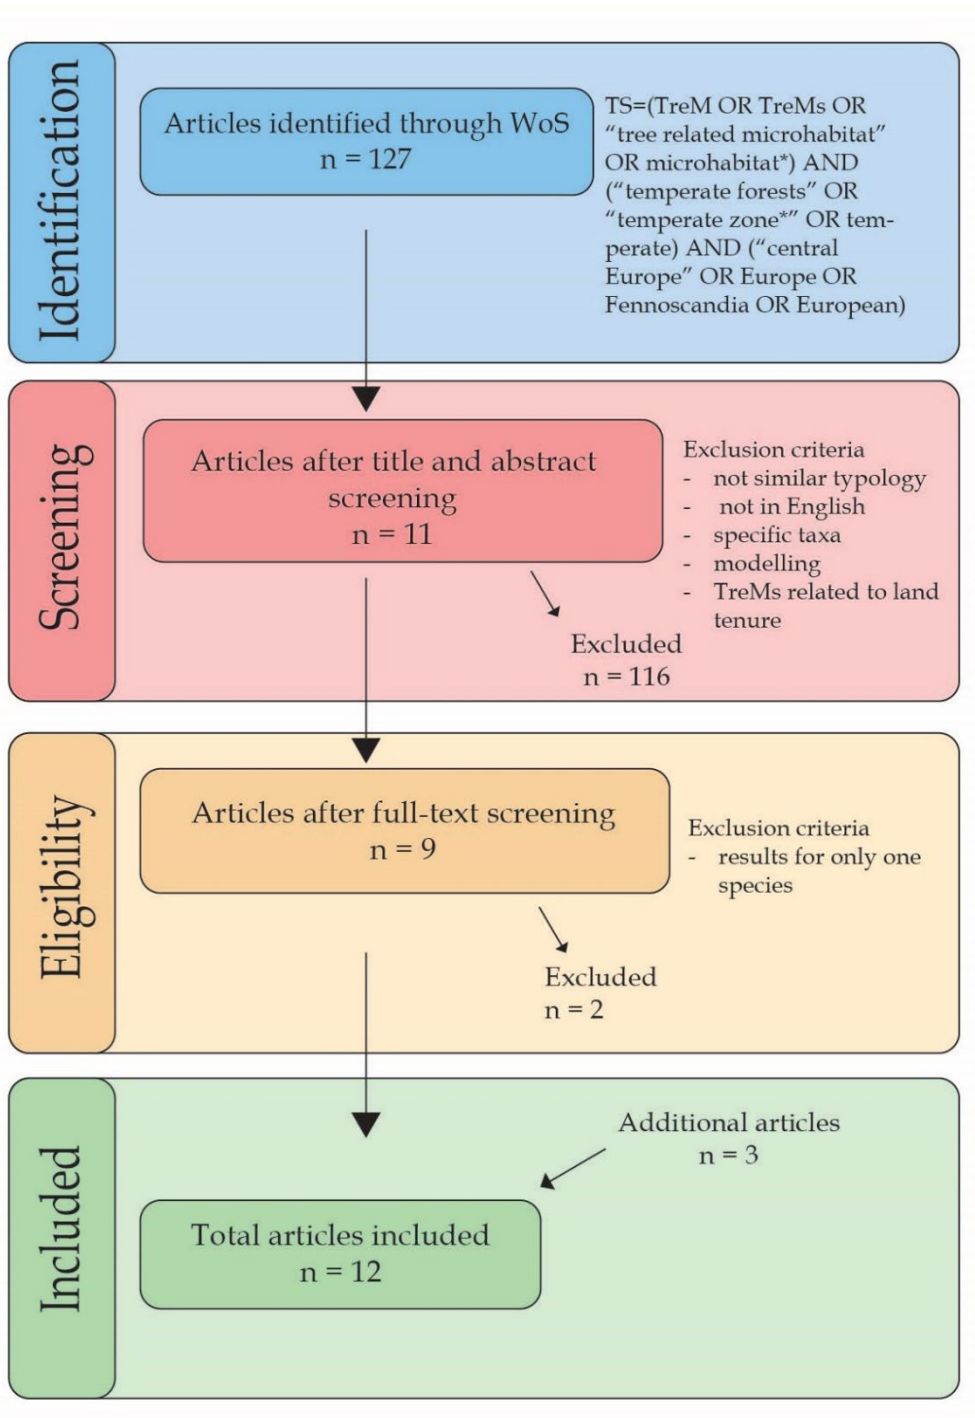 Identification
Articles identified through WoS
n = 127
TS=(TreM OR TreMs OR
“tree related microhabitat”
OR microhabitat*) AND
(“temperate forests” OR
“temperate zone*” OR tem-
perate) AND (“central
Europe” OR Europe OR
Fennoscandia OR European)
Screening
Articles after title and abstract
screening
n = 11
Exclusion criteria
- not similar typology
- not in English
- specific taxa
- modelling
- TreMs related to land
tenure
Excluded
n = 116
Eligibility
Articles after full-text screening
n = 9
Exclusion criteria
- results for only one
species
Excluded
n = 2
Included
Additional articles
n = 3
Total articles included
n = 12